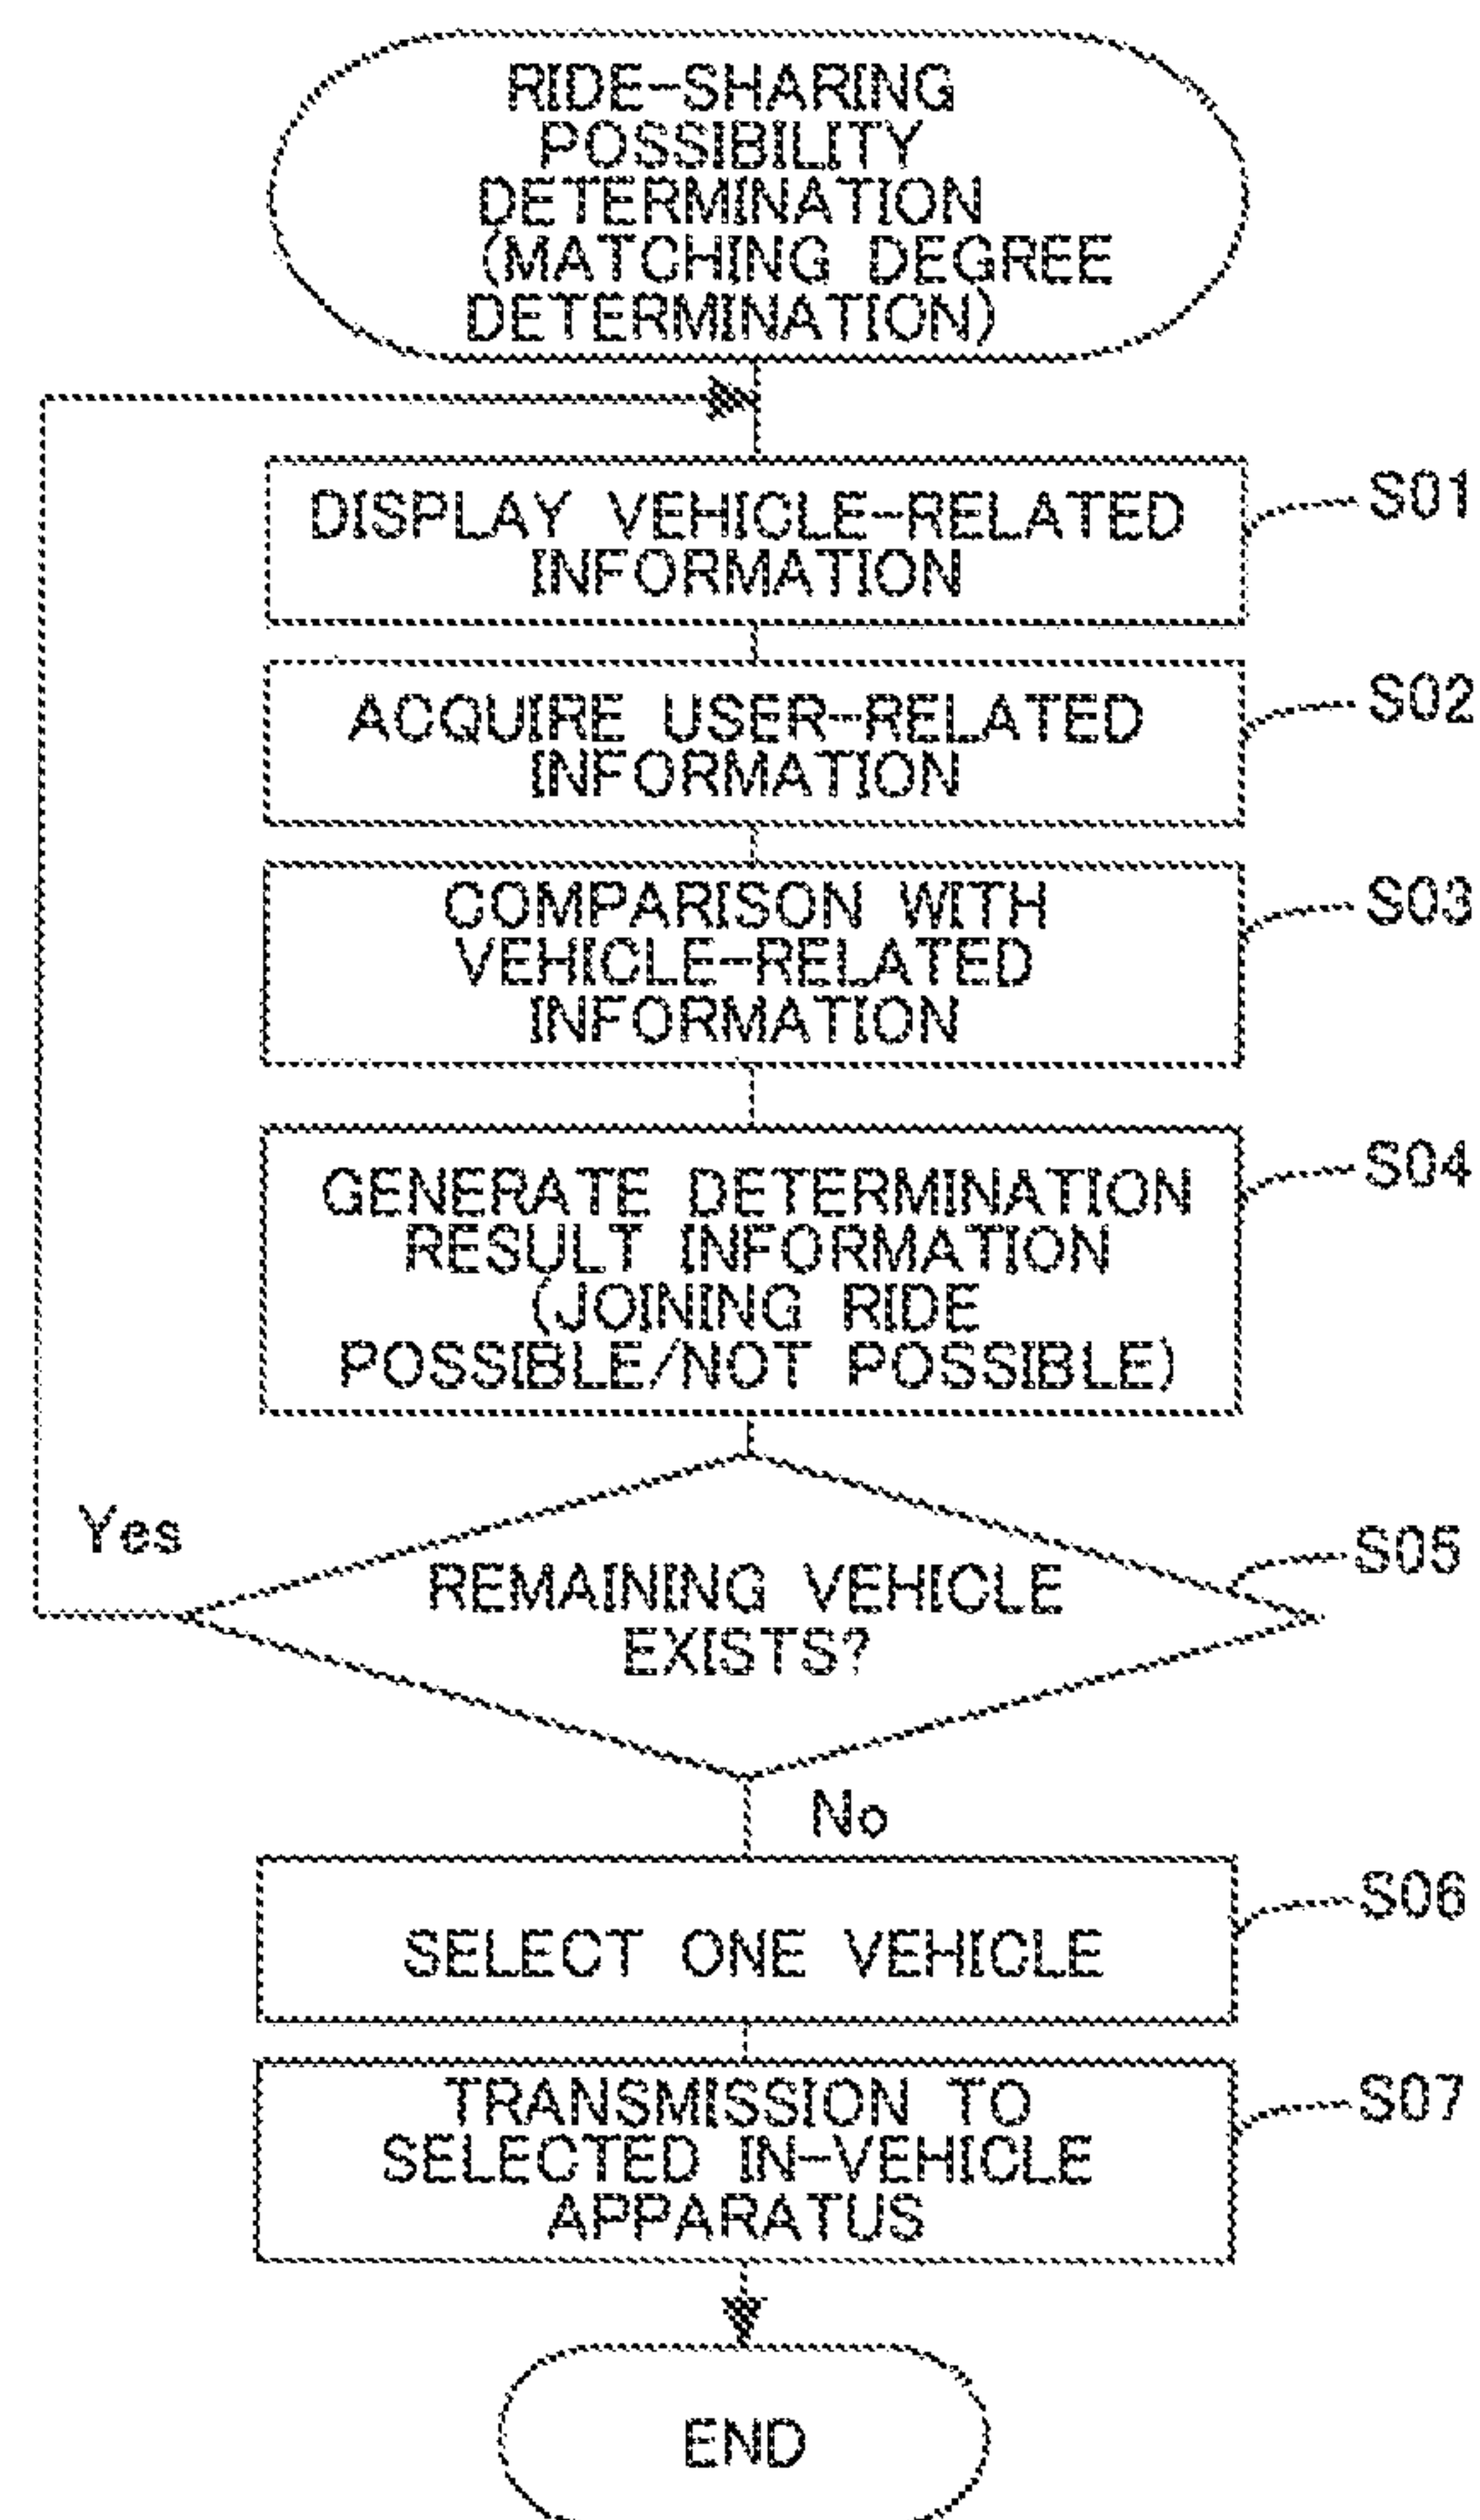 RIDE-SHARING
POSSIBILITY
DETERMINATION
(MATCHING DEGREE
DETERMINATION)
DISPLAY VEHICLE-RELATED
INFORMATION
S01
ACQUIRE USER-RELATED
INFORMATION
S02
COMPARISON WITH
VEHICLE-RELATED
INFORMATION
S03
GENERATE DETERMINATION
RESULT INFORMATION
(JOINING RIDE
POSSIBLE/NOT POSSIBLE)
S04
Yes
REMAINING VEHICLE
EXISTS?
S05
No
SELECT ONE VEHICLE
S06
TRANSMISSION TO
SELECTED IN-VEHICLE
APPARATUS
S07
END